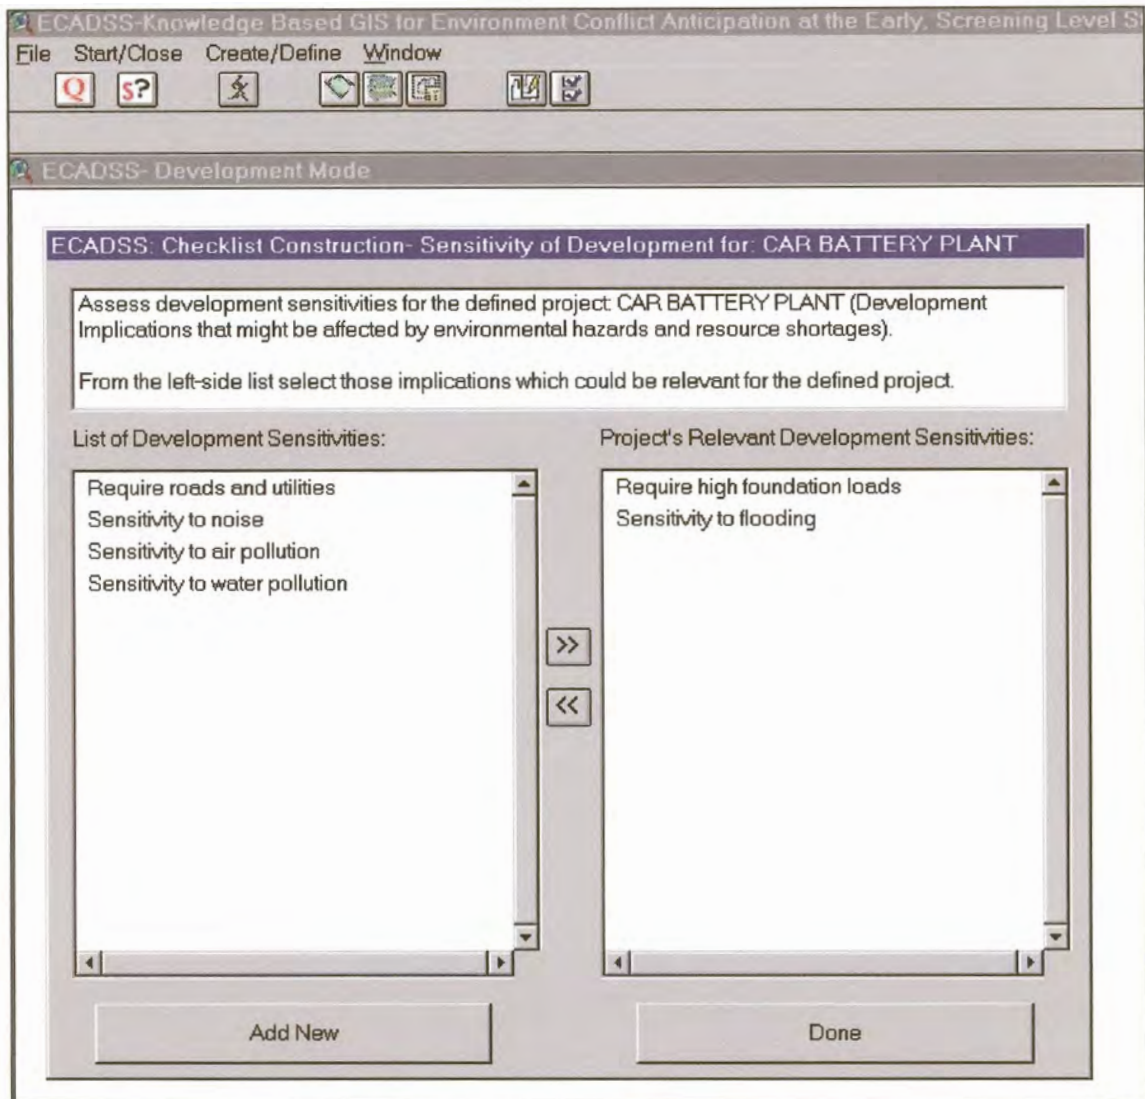 ECADSS-Knowledge Based GIS for Environment Conflict Anticipation at the Early, Screening Level
File Start/Close Create/Define Window
Q S?
ECADSS- Development Mode
ECADSS: Checklist Construction- Sensitivity of Development for: CAR BATTERY PLANT
Assess development sensitivities for the defined project: CAR BATTERY PLANT (Development
Implications that might be affected by environmental hazards and resource shortages).
From the left-side list select those implications which could be relevant for the defined project.
List of Development Sensitivities:
Require roads and utilities
Sensitivity to noise
Sensitivity to air pollution
Sensitivity to water pollution
>>
<<
Project's Relevant Development Sensitivities:
Require high foundation loads
Sensitivity to flooding
Add New
Done